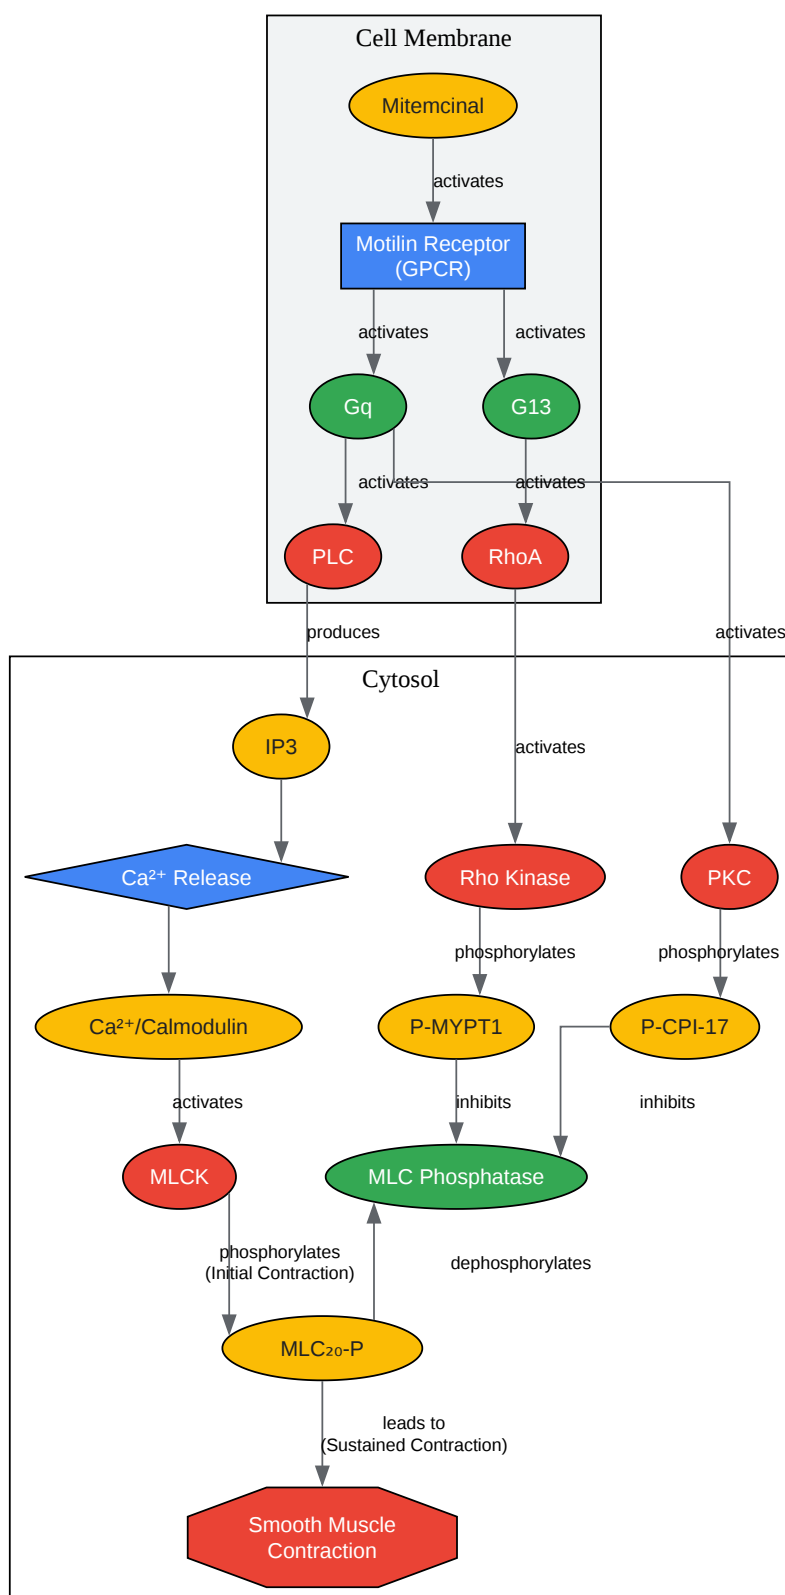 Cell Membrane
Mitemcinal
activates
Motilin Receptor
(GPCR)
activates
activates
Gq
G13
activates
activates
PLC
RhoA
produces
activates
Cytosol
IP3
activates
Ca²⁺ Release
Rho Kinase
PKC
phosphorylates
phosphorylates
Ca²⁺/Calmodulin
P-MYPT1
P-CPI-17
activates
inhibits
inhibits
MLCK
MLC Phosphatase
phosphorylates
(Initial Contraction)
dephosphorylates
MLC₂₀-P
leads to
(Sustained Contraction)
Smooth Muscle
Contraction